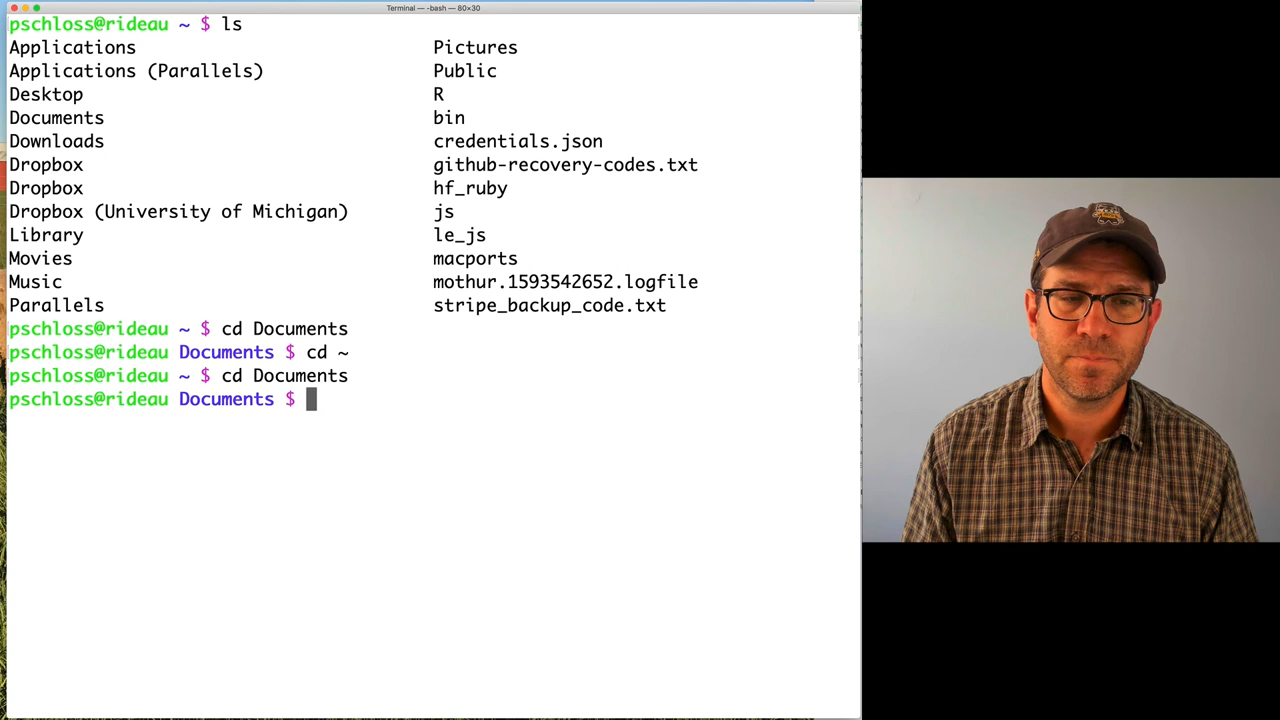 Terminal — -bash — 80×30
pschloss@rideau ~ $ ls
Applications Pictures
Applications (Parallels) Public
Desktop R
Documents bin
Downloads credentials.json
Dropbox github-recovery-codes.txt
Dropbox hf_ruby
Dropbox (University of Michigan) js
Library le_js
Movies macports
Music mothur.1593542652.logfile
Parallels stripe_backup_code.txt
pschloss@rideau ~ $ cd Documents
pschloss@rideau Documents $ cd ~
pschloss@rideau ~ $ cd Documents
pschloss@rideau Documents $